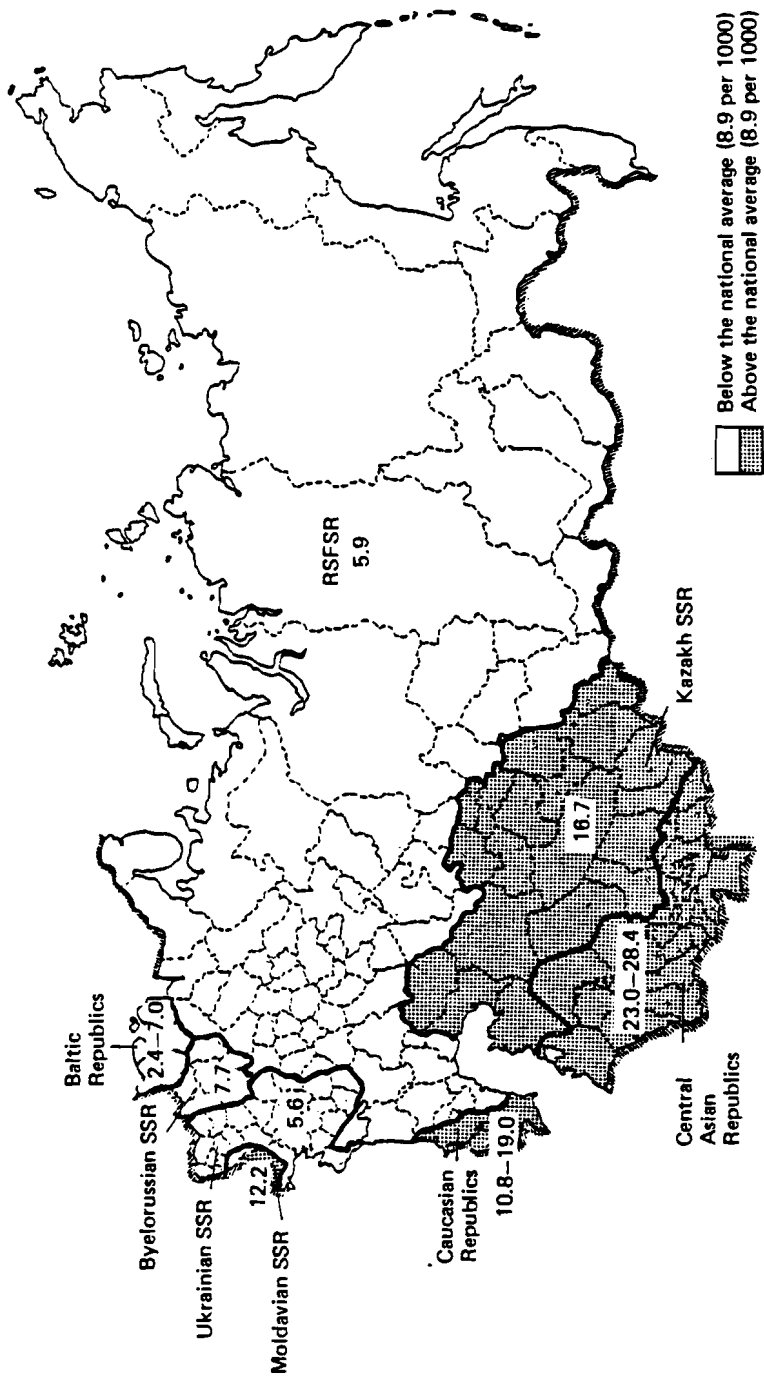 Baltic
Republics
2.4–7.0
Byelorussian SSR
7.7
Ukrainian SSR
5.6
Moldavian SSR
12.2
Caucasian
Republics
10.8–19.0
RSFSR
5.9
Kazakh SSR
16.7
23.0–28.4
Central
Asian
Republics
Below the national average (8.9 per 1000)
Above the national average (8.9 per 1000)